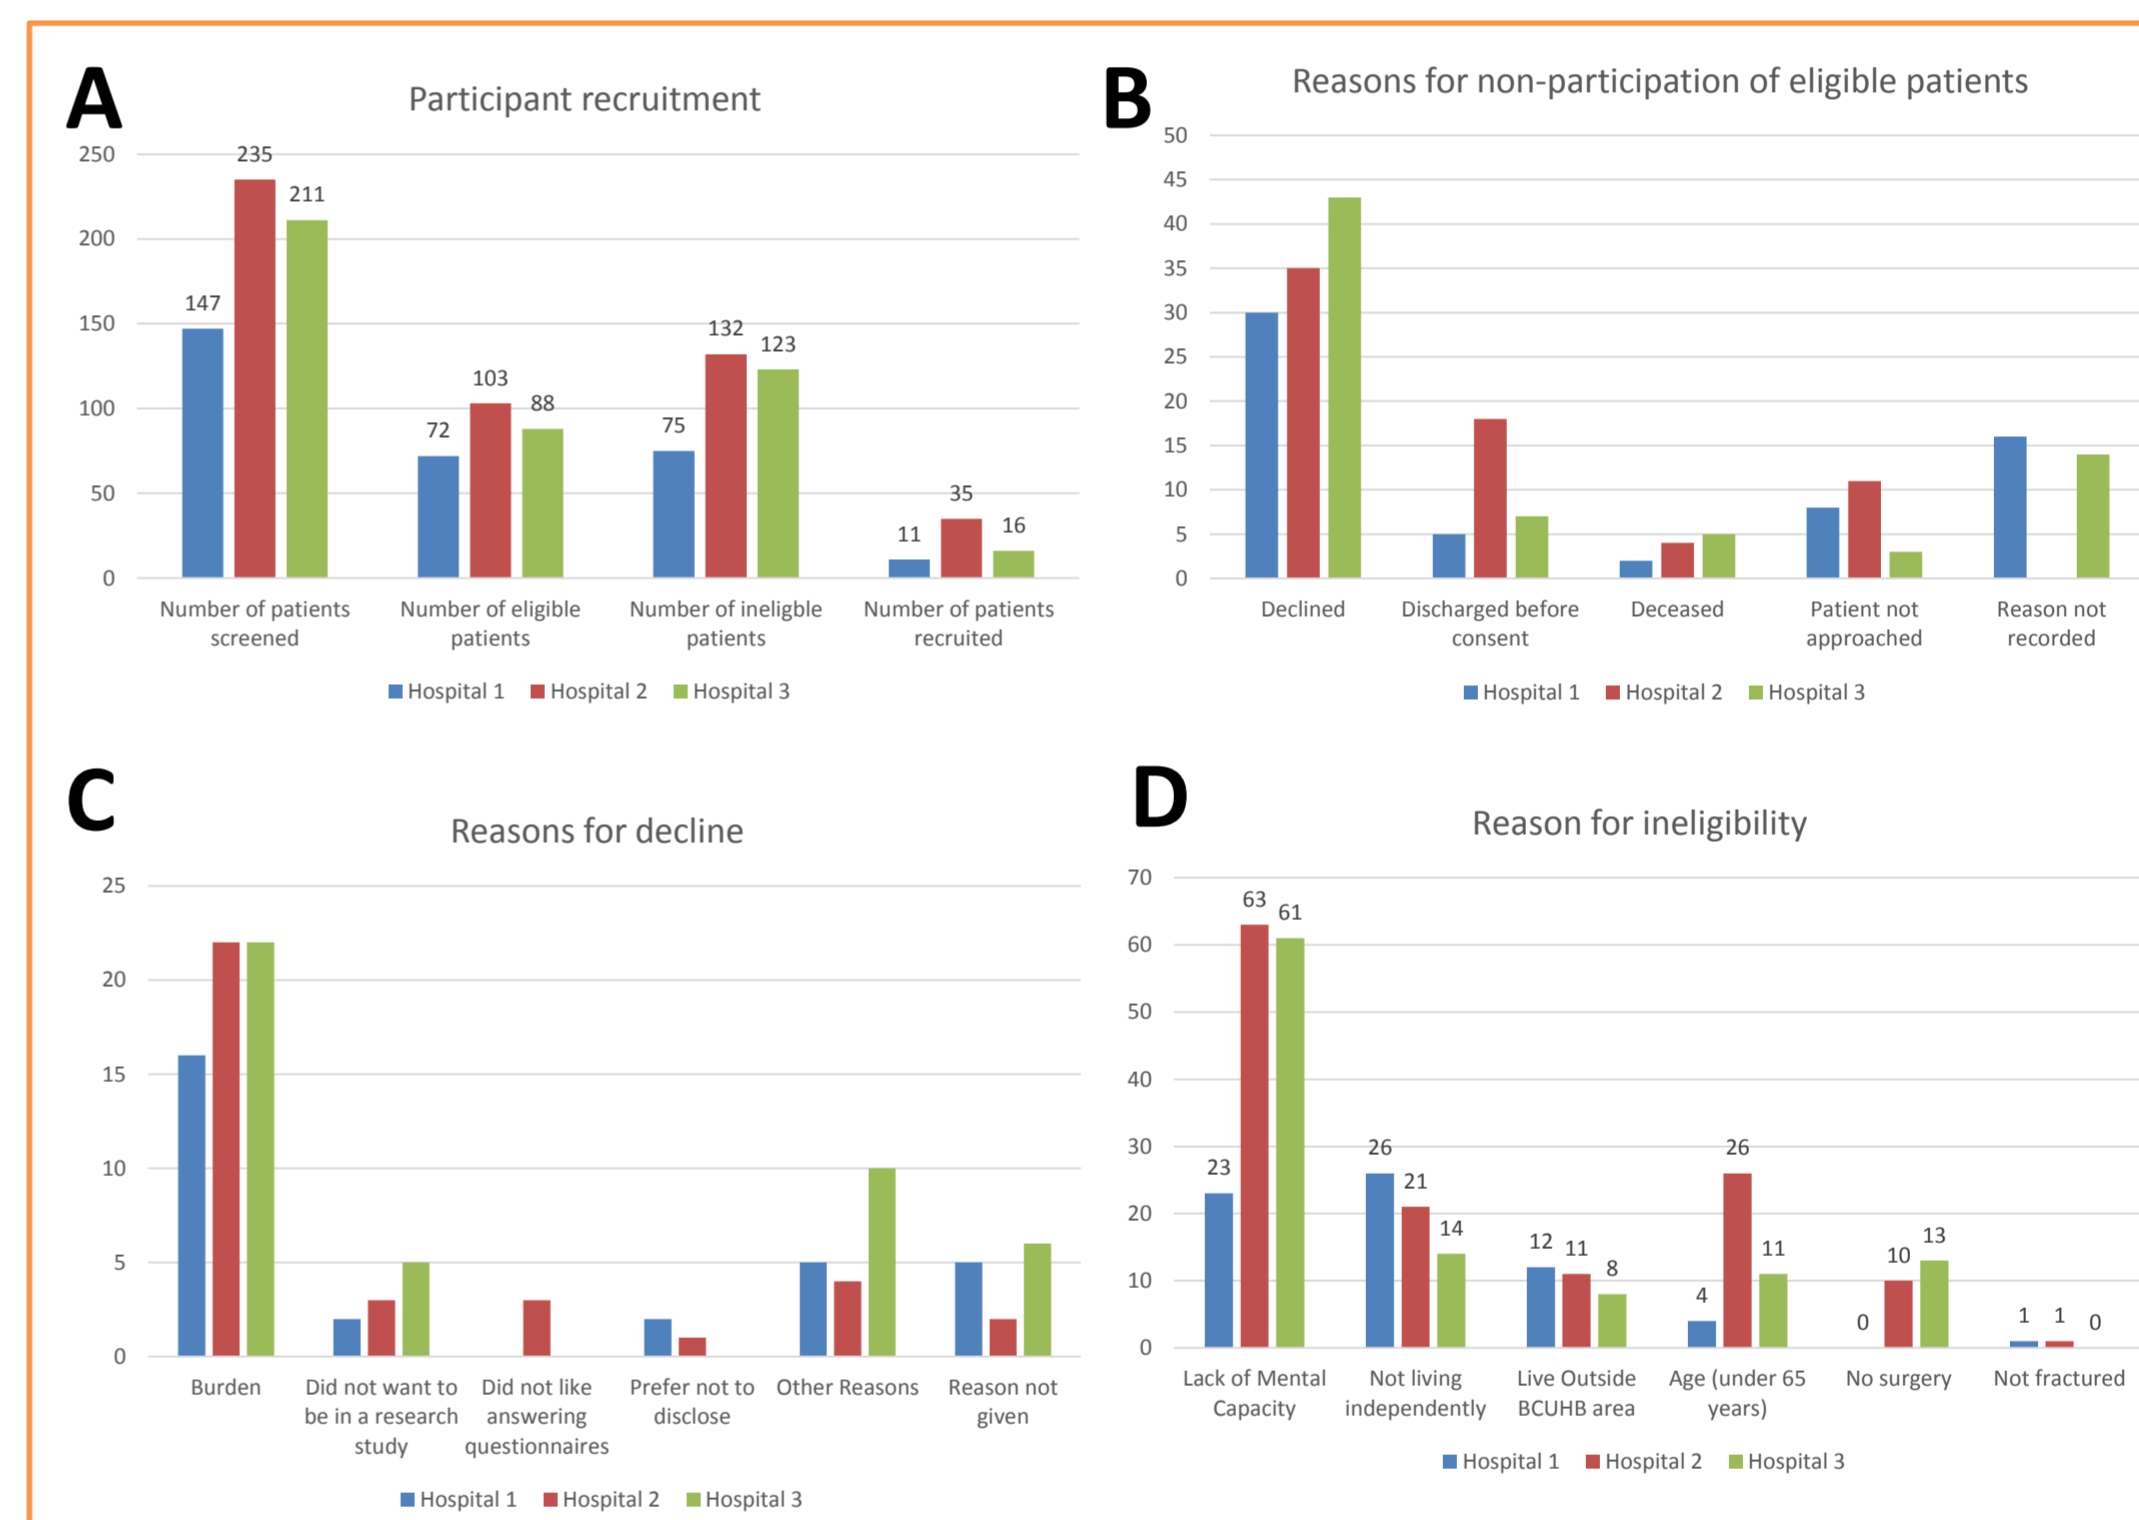 A
Participant recruitment
250
200
150
100
50
0
147
235
211
72
103
88
75
132
123
11
35
16
Number of patients
screened
Number of eligible
patients
Number of ineligble
patients
Number of patients
recruited
Hospital 1
Hospital 2
Hospital 3
B
Reasons for non-participation of eligible patients
50
45
40
35
30
25
20
15
10
5
0
Declined
Discharged before
consent
Deceased
Patient not
approached
Reason not
recorded
Hospital 1
Hospital 2
Hospital 3
C
Reasons for decline
25
20
15
10
5
0
Burden
Did not want to
be in a research
study
Did not like
answering
questionnaires
Prefer not to
disclose
Other Reasons
Reason not
given
Hospital 1
Hospital 2
Hospital 3
D
Reason for ineligibility
70
60
50
40
30
20
10
0
23
63
61
26
21
14
12
11
8
4
26
11
0
10
13
1
1
0
Lack of Mental
Capacity
Not living
independently
Live Outside
BCUHB area
Age (under 65
years)
No surgery
Not fractured
Hospital 1
Hospital 2
Hospital 3